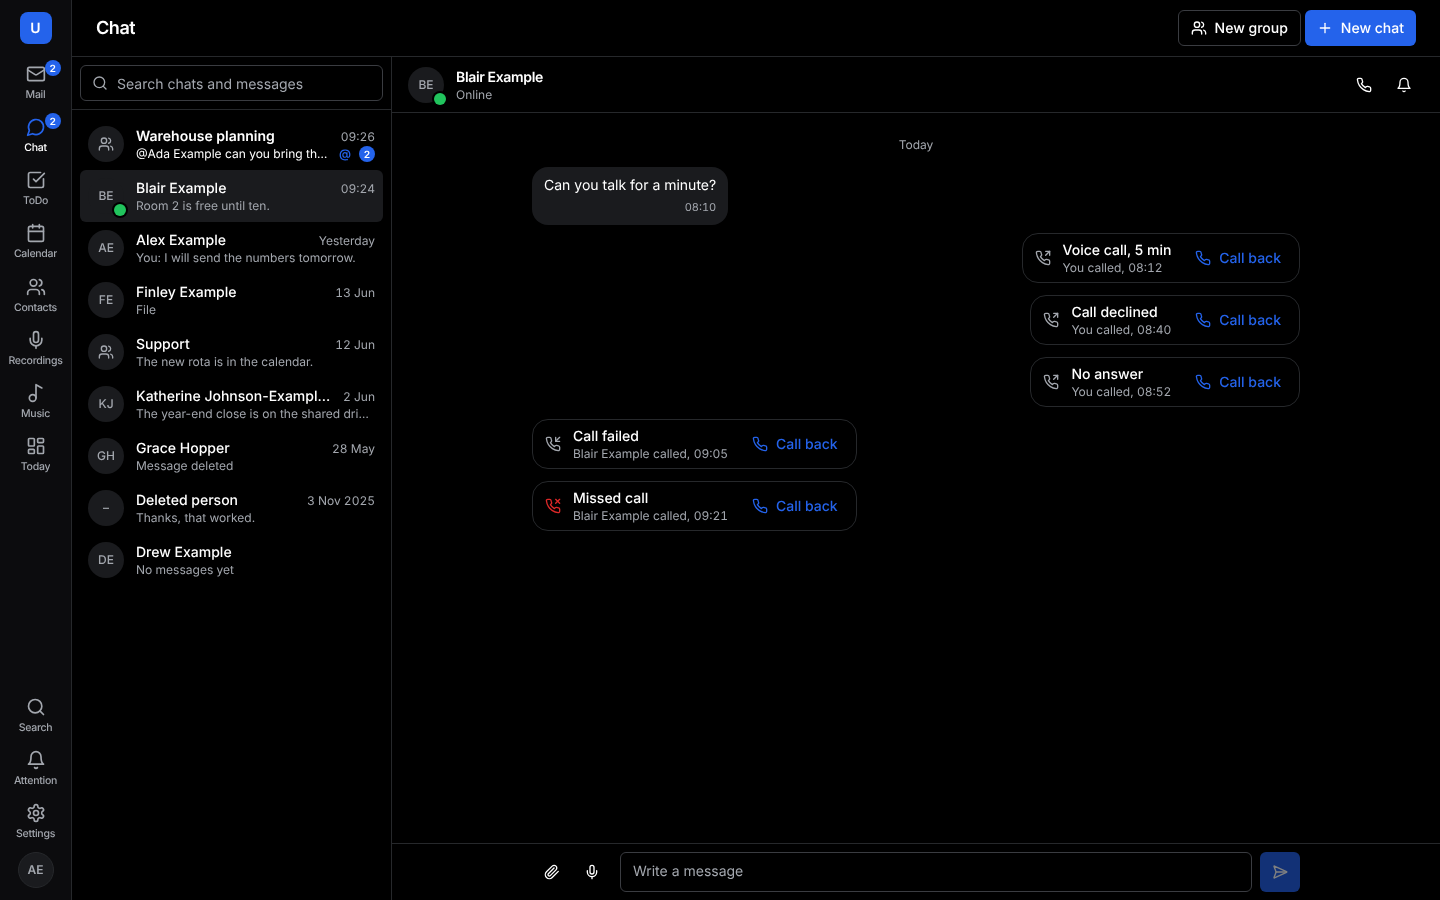 U
Chat
New group
New chat
2
Mail
2
Chat
ToDo
Calendar
Contacts
Recordings
Music
Today
Search
Attention
Settings
AE
Search chats and messages
Warehouse planning
09:26
@Ada Example can you bring th...
@
2
BE
Blair Example
09:24
Room 2 is free until ten.
AE
Alex Example
Yesterday
You: I will send the numbers tomorrow.
FE
Finley Example
13 Jun
File
Support
12 Jun
The new rota is in the calendar.
KJ
Katherine Johnson-Exampl...
2 Jun
The year-end close is on the shared dri...
GH
Grace Hopper
28 May
Message deleted
–
Deleted person
3 Nov 2025
Thanks, that worked.
DE
Drew Example
No messages yet
BE
Blair Example
Online
Today
Can you talk for a minute?
08:10
Voice call, 5 min
You called, 08:12
Call back
Call declined
You called, 08:40
Call back
No answer
You called, 08:52
Call back
Call failed
Blair Example called, 09:05
Call back
Missed call
Blair Example called, 09:21
Call back
Write a message